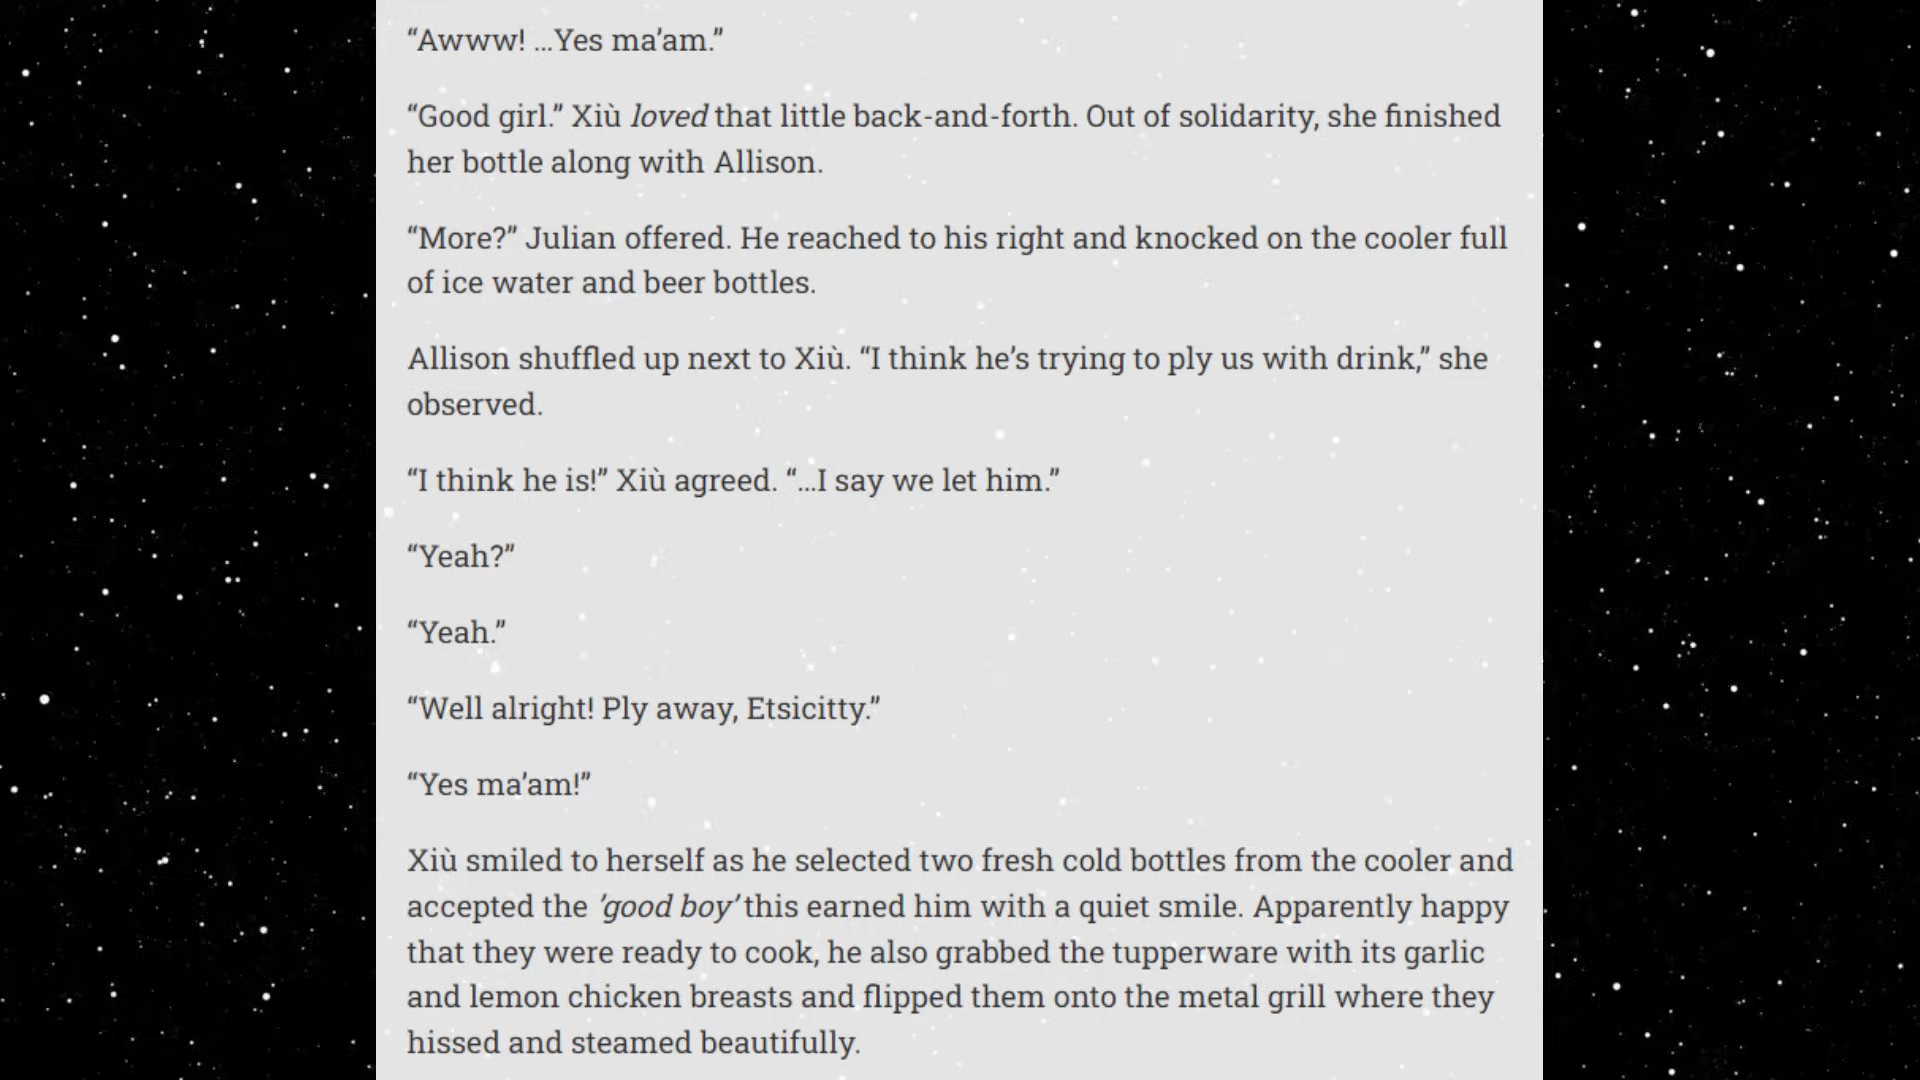 “Awww! …Yes ma’am.”
“Good girl.” Xiù loved that little back-and-forth. Out of solidarity, she finished
her bottle along with Allison.
“More?” Julian offered. He reached to his right and knocked on the cooler full
of ice water and beer bottles.
Allison shuffled up next to Xiù. “I think he’s trying to ply us with drink,” she
observed.
“I think he is!” Xiù agreed. “…I say we let him.”
“Yeah?”
“Yeah.”
“Well alright! Ply away, Etsicitty.”
“Yes ma’am!”
Xiù smiled to herself as he selected two fresh cold bottles from the cooler and
accepted the ’good boy’ this earned him with a quiet smile. Apparently happy
that they were ready to cook, he also grabbed the tupperware with its garlic
and lemon chicken breasts and flipped them onto the metal grill where they
hissed and steamed beautifully.